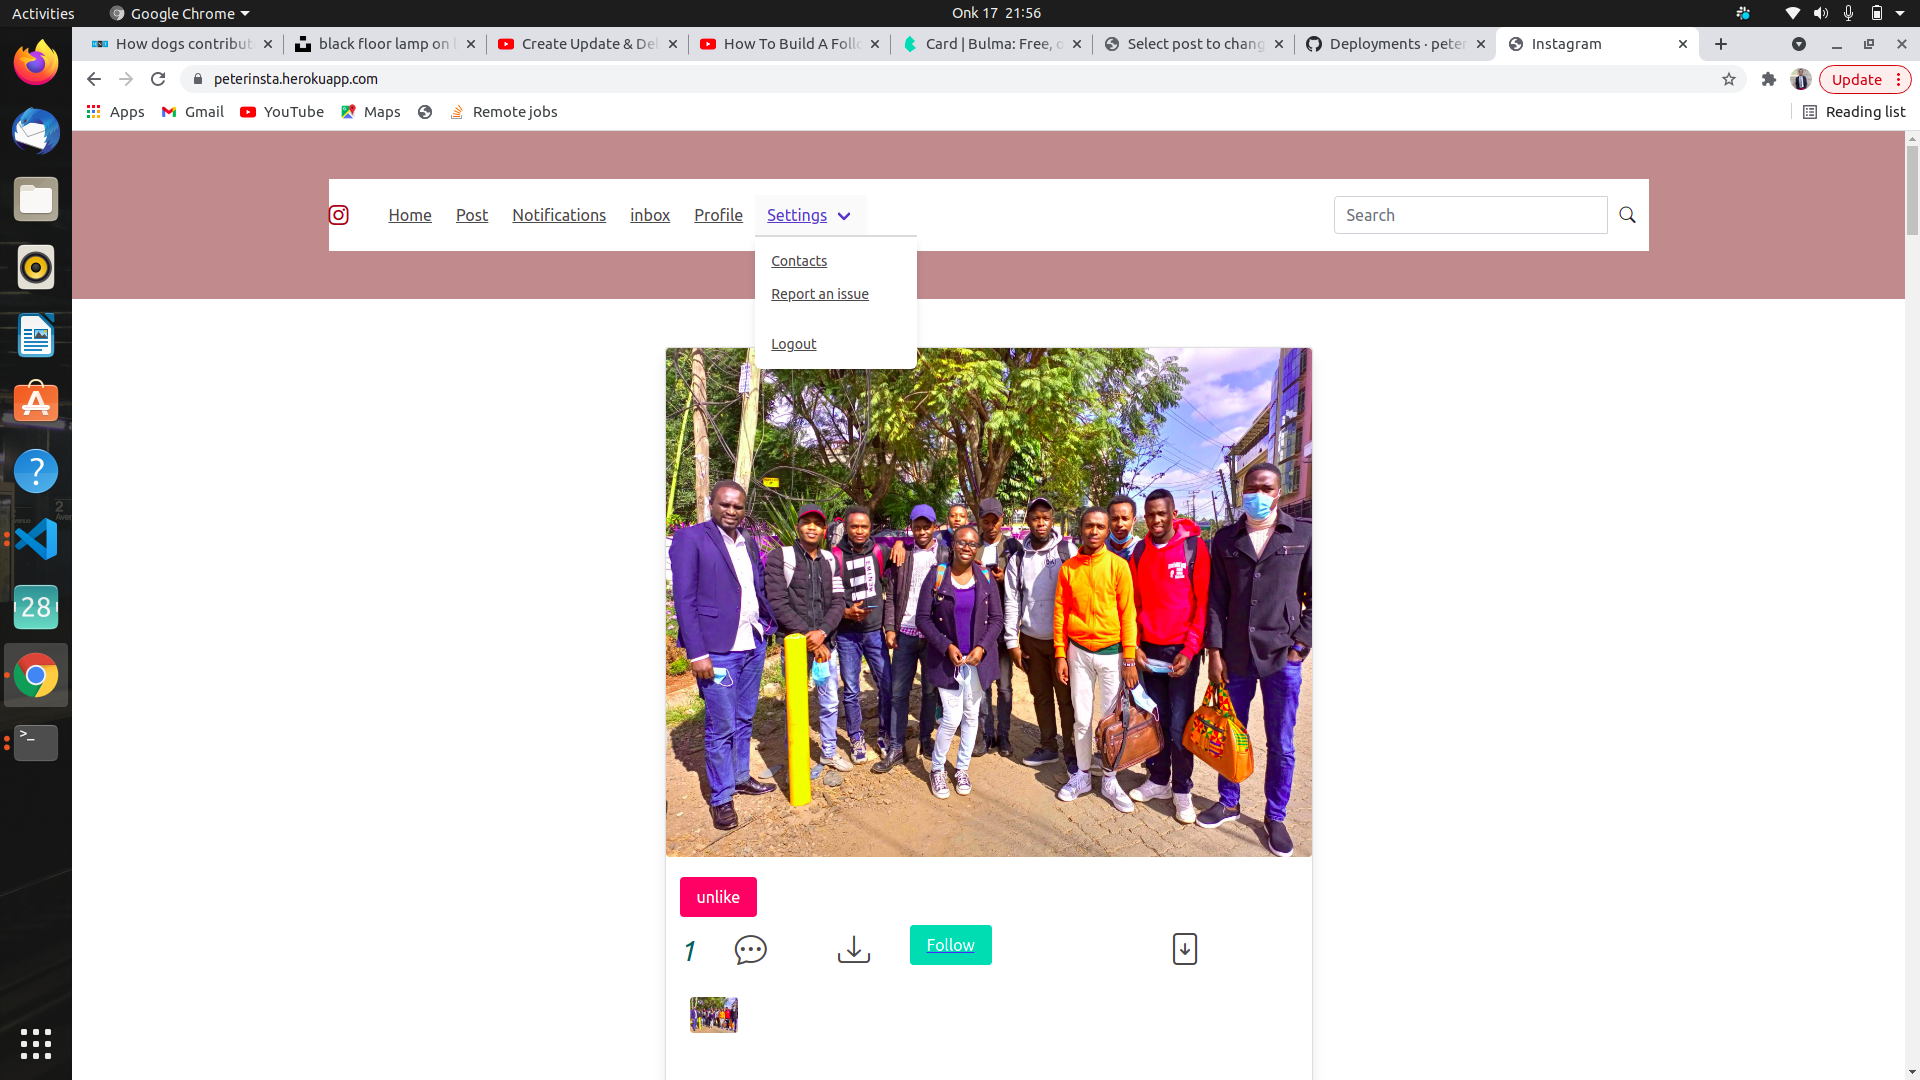 Activities
Google Chrome
Onk 17 21:56
How dogs contribut
black floor lamp on l
Create Update & Del
How To Build A Follo
Card | Bulma: Free, o
Select post to chang
Deployments · peter
Instagram
peterinsta.herokuapp.com
Update
Apps
Gmail
YouTube
Maps
Remote jobs
Reading list
Home
Post
Notifications
inbox
Profile
Settings
Search
Contacts
Report an issue
Logout
28
>_
unlike
1
Follow